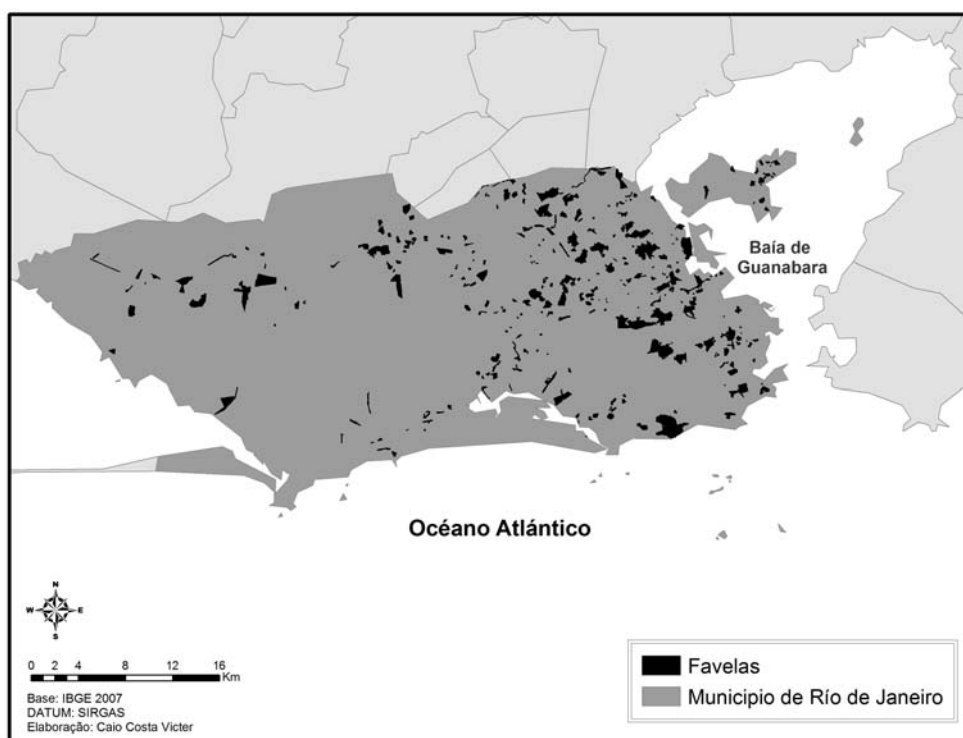 Baía de
Guanabara
Océano Atlántico
N
W E
S
0 2 4 8 12 16
Km
Base: IBGE 2007
DATUM: SIRGAS
Elaboração: Caio Costa Victer
Favelas
Municipio de Río de Janeiro